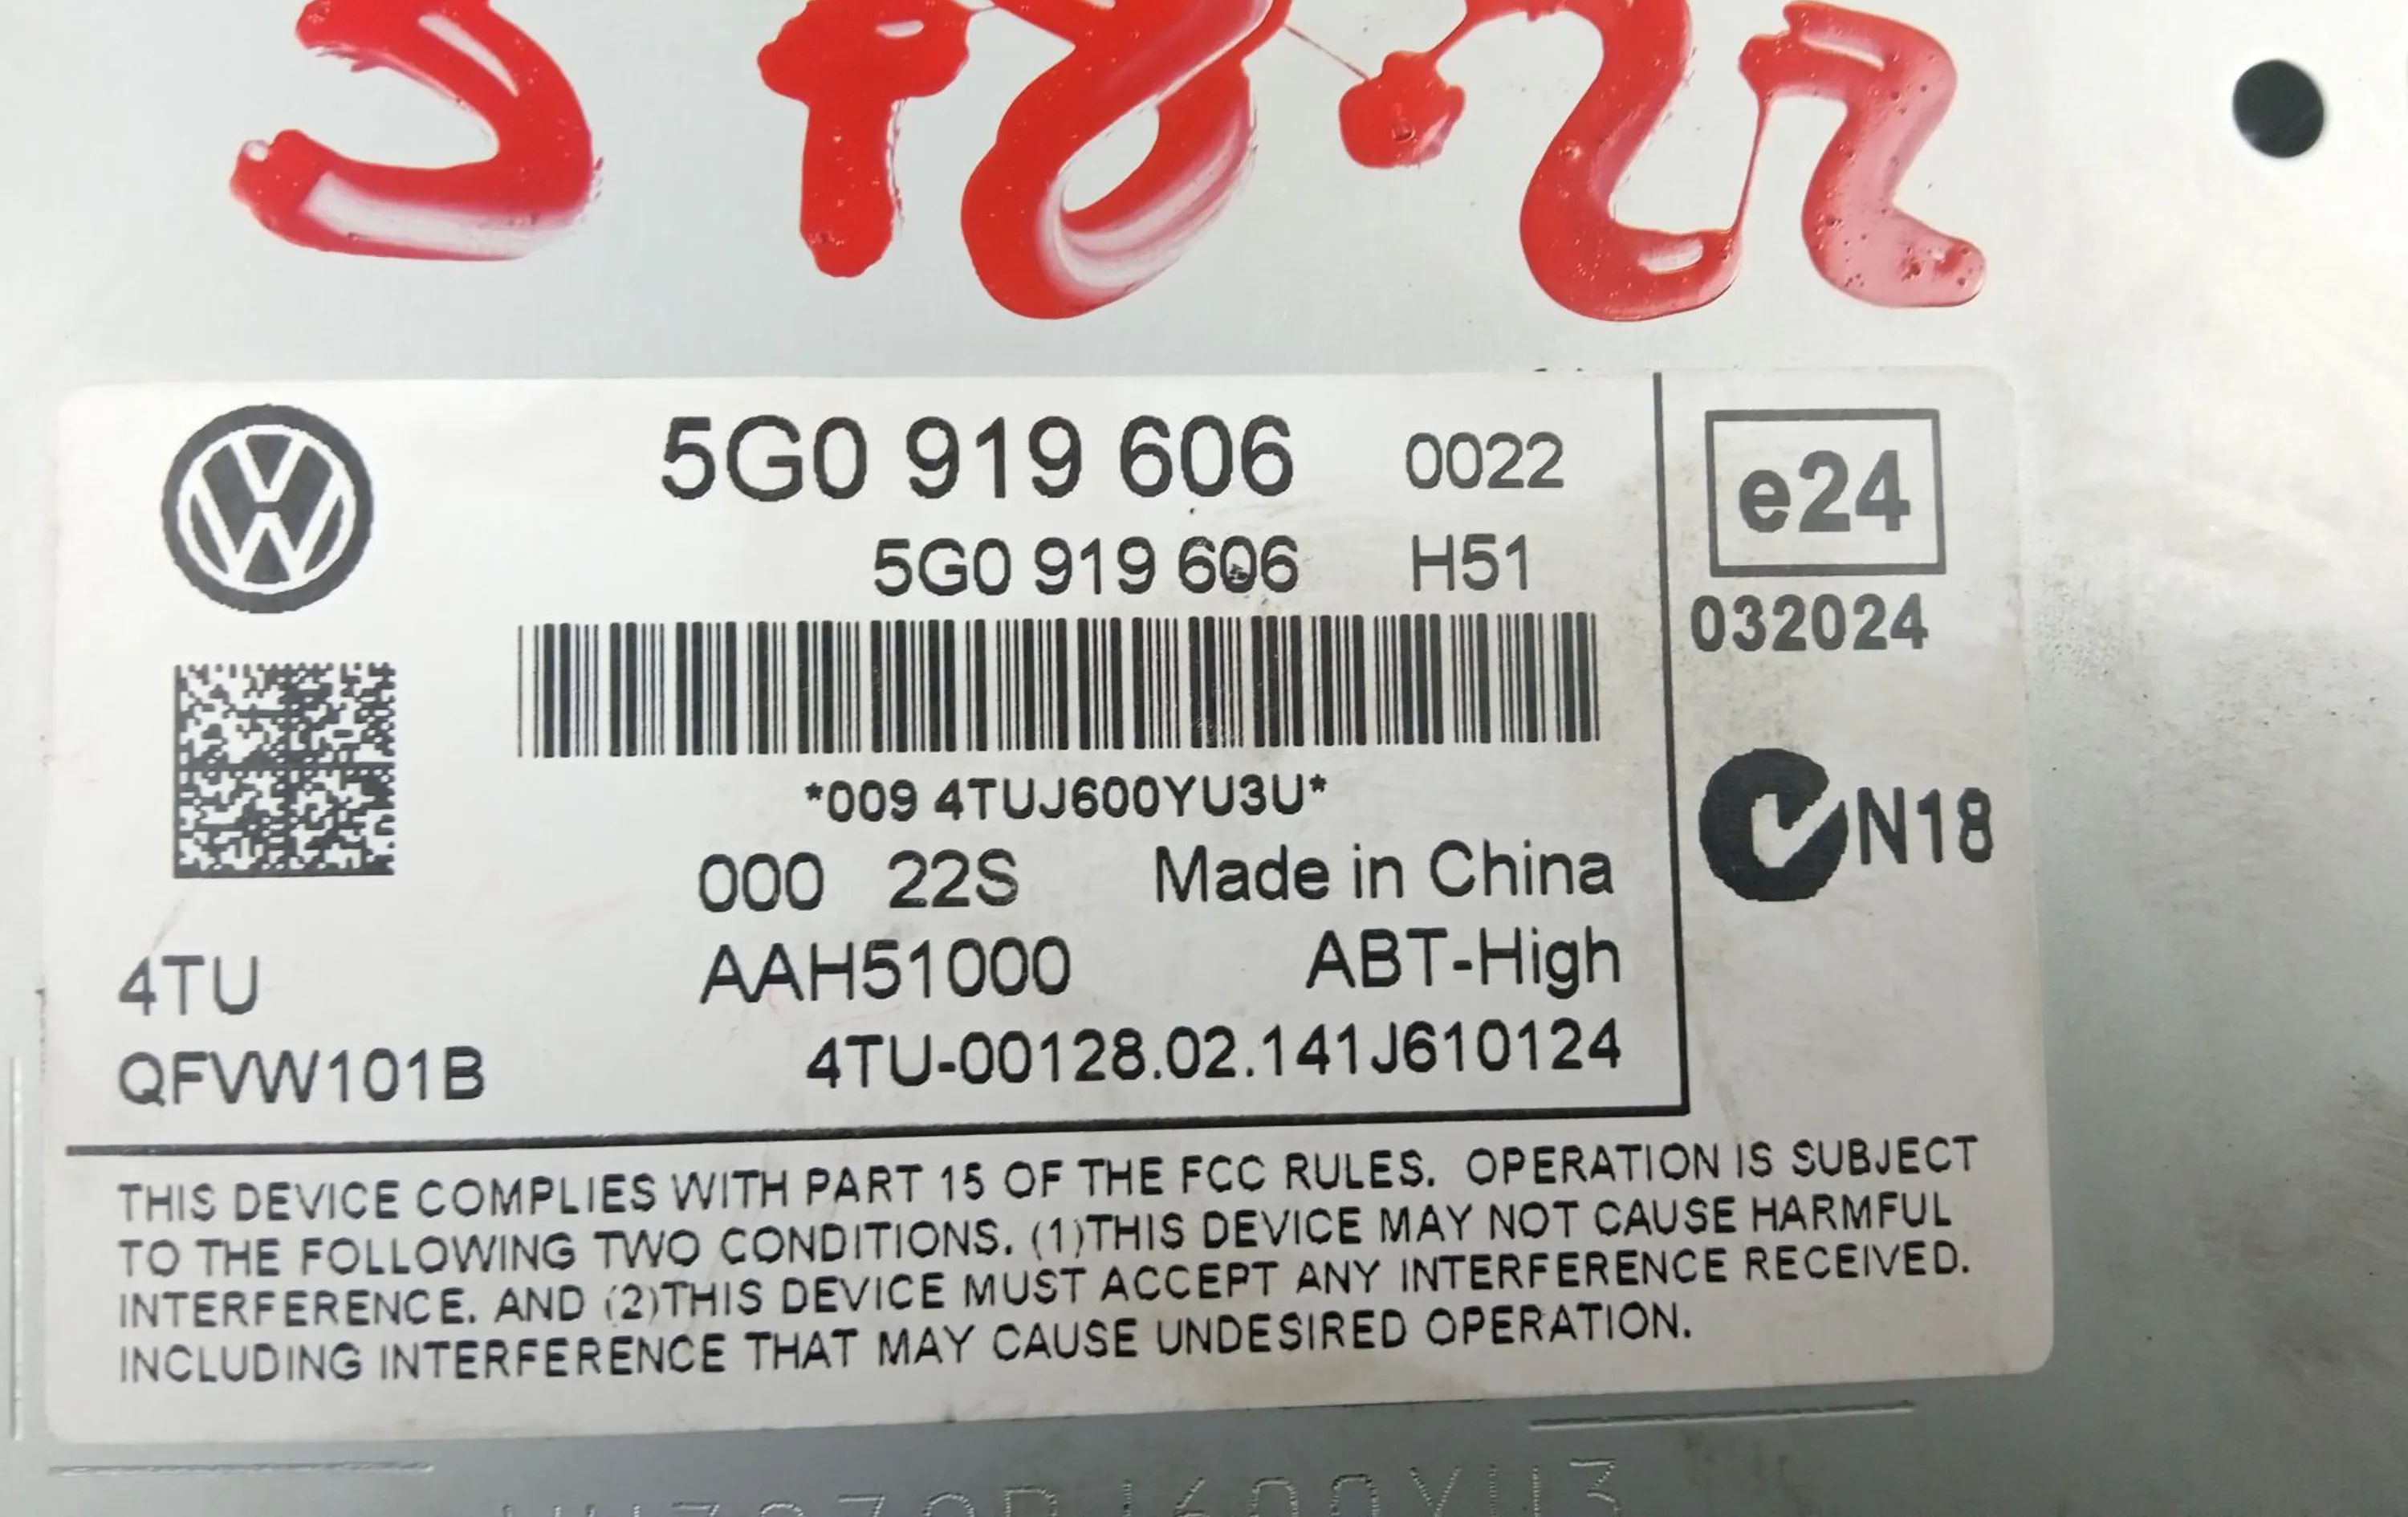 5G0 919 606 0022
5G0 919 606 H51
*009 4TUJ600YU3U*
000 22S Made in China
AAH51000 ABT-High
4TU
QFVW101B 4TU-00128.02.141J610124
e24
032024
N18
THIS DEVICE COMPLIES WITH PART 15 OF THE FCC RULES. OPERATION IS SUBJECT
TO THE FOLLOWING TWO CONDITIONS. (1)THIS DEVICE MAY NOT CAUSE HARMFUL
INTERFERENCE. AND (2)THIS DEVICE MUST ACCEPT ANY INTERFERENCE RECEIVED.
INCLUDING INTERFERENCE THAT MAY CAUSE UNDESIRED OPERATION.